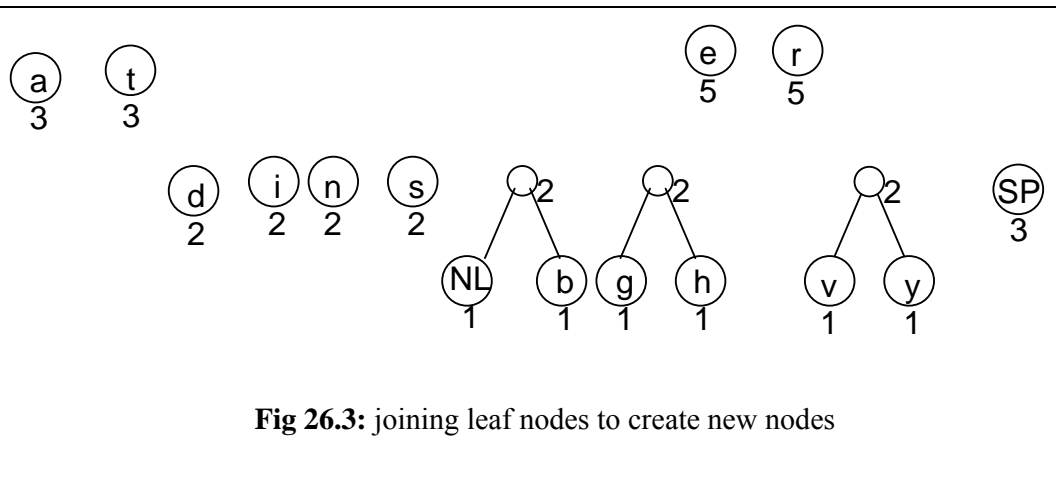 a t e r
3 3 5 5
d i n s 2 2 2 SP
2 2 2 2 3
NL b g h v y
1 1 1 1 1 1
Fig 26.3: joining leaf nodes to create new nodes